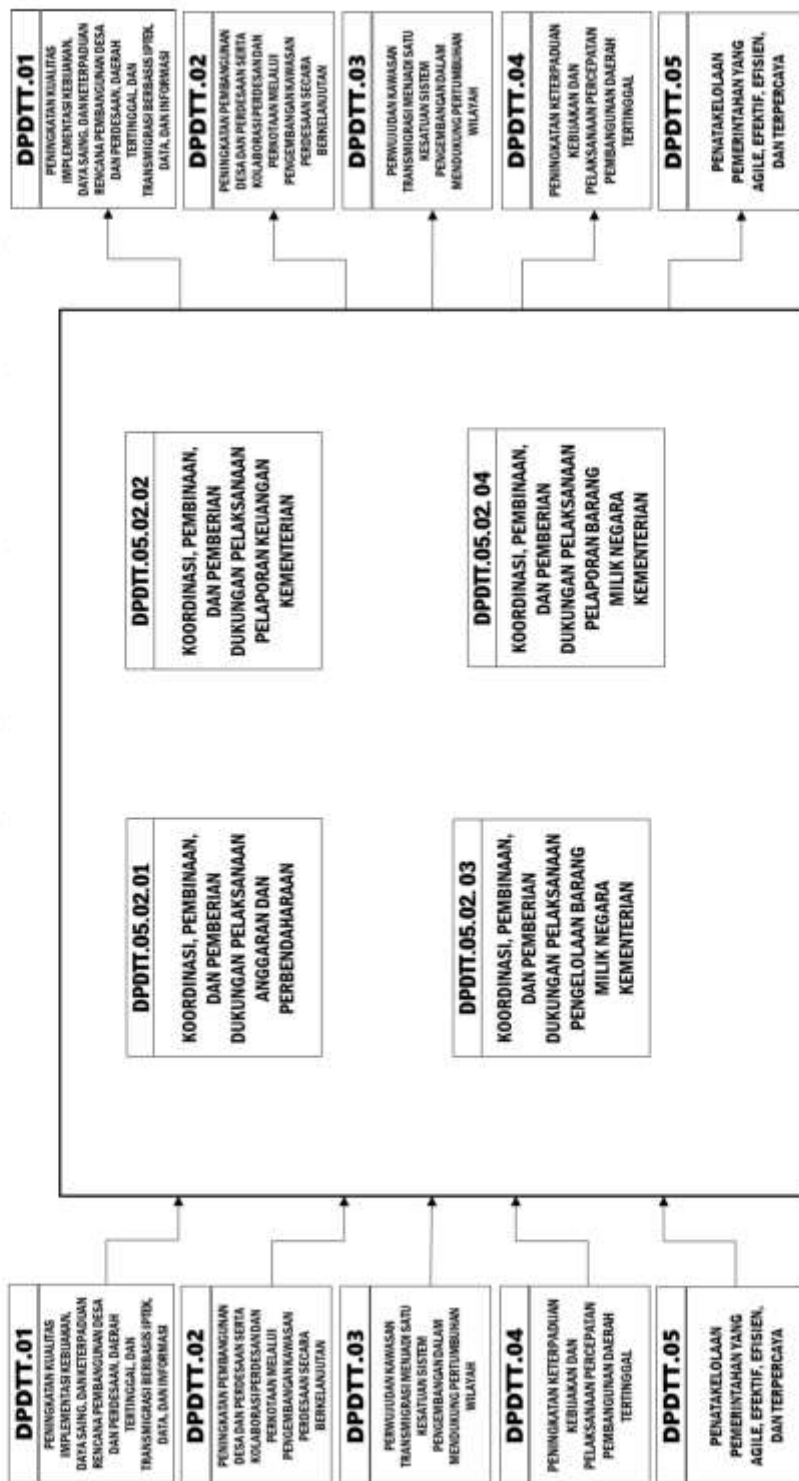 DPDTT.01
PENINGKATAN KUALITAS
IMPLEMENTASI KEBIJAKAN,
DAYA SAING, DAN KETERPADUAN
RENCANA PEMBANGUNAN DESA
DAN PERDESAAN, DAERAH
TERTINGGAL, DAN
TRANSMIGRASI BERBASIS IPTEK,
DATA, DAN INFORMASI
DPDTT.02
PENINGKATAN PEMBANGUNAN
DESA DAN PERDESAAN SERTA
KOLABORASI PERDESAN DAN
PERKOTAAN MELALUI
PENGEMBANGAN KAWASAN
PERDESAAN SECARA
BERKELANJUTAN
DPDTT.03
PERWUJUDAN KAWASAN
TRANSMIGRASI MENJADI SATU
KESATUAN SISTEM
PENGEMBANGAN DALAM
MENDUKUNG PERTUMBUHAN
WILAYAH
DPDTT.04
PENINGKATAN KETERPADUAN
KEBIJAKAN DAN
PELAKSANAAN PERCEPATAN
PEMBANGUNAN DAERAH
TERTINGGAL
DPDTT.05
PENATAKELOLAAN
PEMERINTAHAN YANG
AGILE, EFEKTIF, EFISIEN,
DAN TERPERCAYA
DPDTT.05.02.01
KOORDINASI, PEMBINAAN,
DAN PEMBERIAN
DUKUNGAN PELAKSANAAN
ANGGARAN DAN
PERBENDAHARAAN
DPDTT.05.02.02
KOORDINASI, PEMBINAAN,
DAN PEMBERIAN
DUKUNGAN PELAKSANAAN
PELAPORAN KEUANGAN
KEMENTERIAN
DPDTT.05.02. 03
KOORDINASI, PEMBINAAN,
DAN PEMBERIAN
DUKUNGAN PELAKSANAAN
PENGELOLAAN BARANG
MILIK NEGARA
KEMENTERIAN
DPDTT.05.02. 04
KOORDINASI, PEMBINAAN,
DAN PEMBERIAN
DUKUNGAN PELAKSANAAN
PELAPORAN BARANG
MILIK NEGARA
KEMENTERIAN
DPDTT.01
PENINGKATAN KUALITAS
IMPLEMENTASI KEBIJAKAN,
DAYA SAING, DAN KETERPADUAN
RENCANA PEMBANGUNAN DESA
DAN PERDESAAN, DAERAH
TERTINGGAL, DAN
TRANSMIGRASI BERBASIS IPTEK,
DATA, DAN INFORMASI
DPDTT.02
PENINGKATAN PEMBANGUNAN
DESA DAN PERDESAAN SERTA
KOLABORASI PERDESAN DAN
PERKOTAAN MELALUI
PENGEMBANGAN KAWASAN
PERDESAAN SECARA
BERKELANJUTAN
DPDTT.03
PERWUJUDAN KAWASAN
TRANSMIGRASI MENJADI SATU
KESATUAN SISTEM
PENGEMBANGAN DALAM
MENDUKUNG PERTUMBUHAN
WILAYAH
DPDTT.04
PENINGKATAN KETERPADUAN
KEBIJAKAN DAN
PELAKSANAAN PERCEPATAN
PEMBANGUNAN DAERAH
TERTINGGAL
DPDTT.05
PENATAKELOLAAN
PEMERINTAHAN YANG
AGILE, EFEKTIF, EFISIEN,
DAN TERPERCAYA